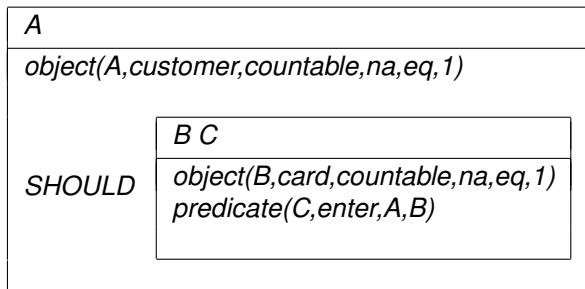 A
object(A,customer,countable,na,eq,1)
B C
SHOULD
object(B,card,countable,na,eq,1)
predicate(C,enter,A,B)